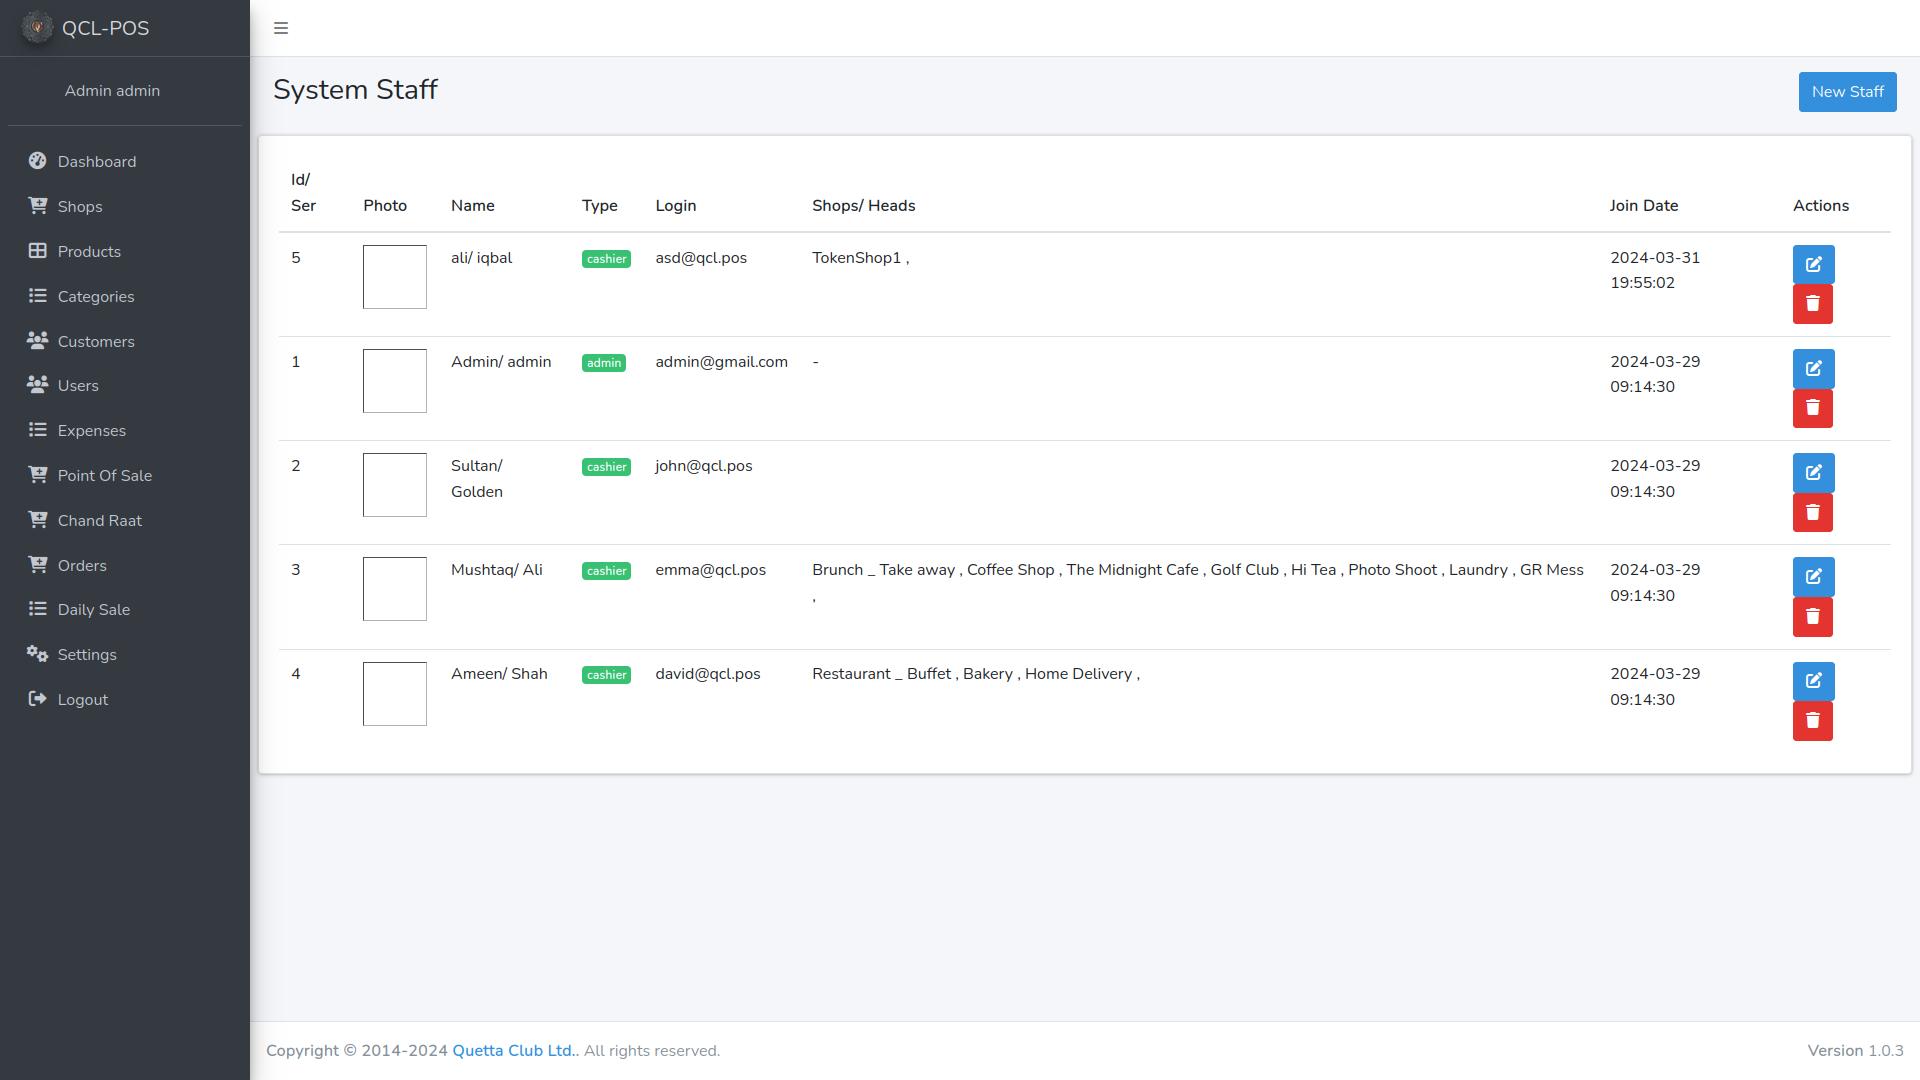 QCL-POS
Admin admin
Dashboard
Shops
Products
Categories
Customers
Users
Expenses
Point Of Sale
Chand Raat
Orders
Daily Sale
Settings
Logout
System Staff
New Staff
Id/
Ser Photo Name Type Login Shops/ Heads Join Date Actions
5 ali/ iqbal cashier asd@qcl.pos TokenShop1 , 2024-03-31
19:55:02
1 Admin/ admin admin admin@gmail.com - 2024-03-29
09:14:30
2 Sultan/ cashier john@qcl.pos 2024-03-29
Golden 09:14:30
3 Mushtaq/ Ali cashier emma@qcl.pos Brunch _ Take away , Coffee Shop , The Midnight Cafe , Golf Club , Hi Tea , Photo Shoot , Laundry , GR Mess 2024-03-29
, 09:14:30
4 Ameen/ Shah cashier david@qcl.pos Restaurant _ Buffet , Bakery , Home Delivery , 2024-03-29
09:14:30
Copyright © 2014-2024 Quetta Club Ltd.. All rights reserved.
Version 1.0.3